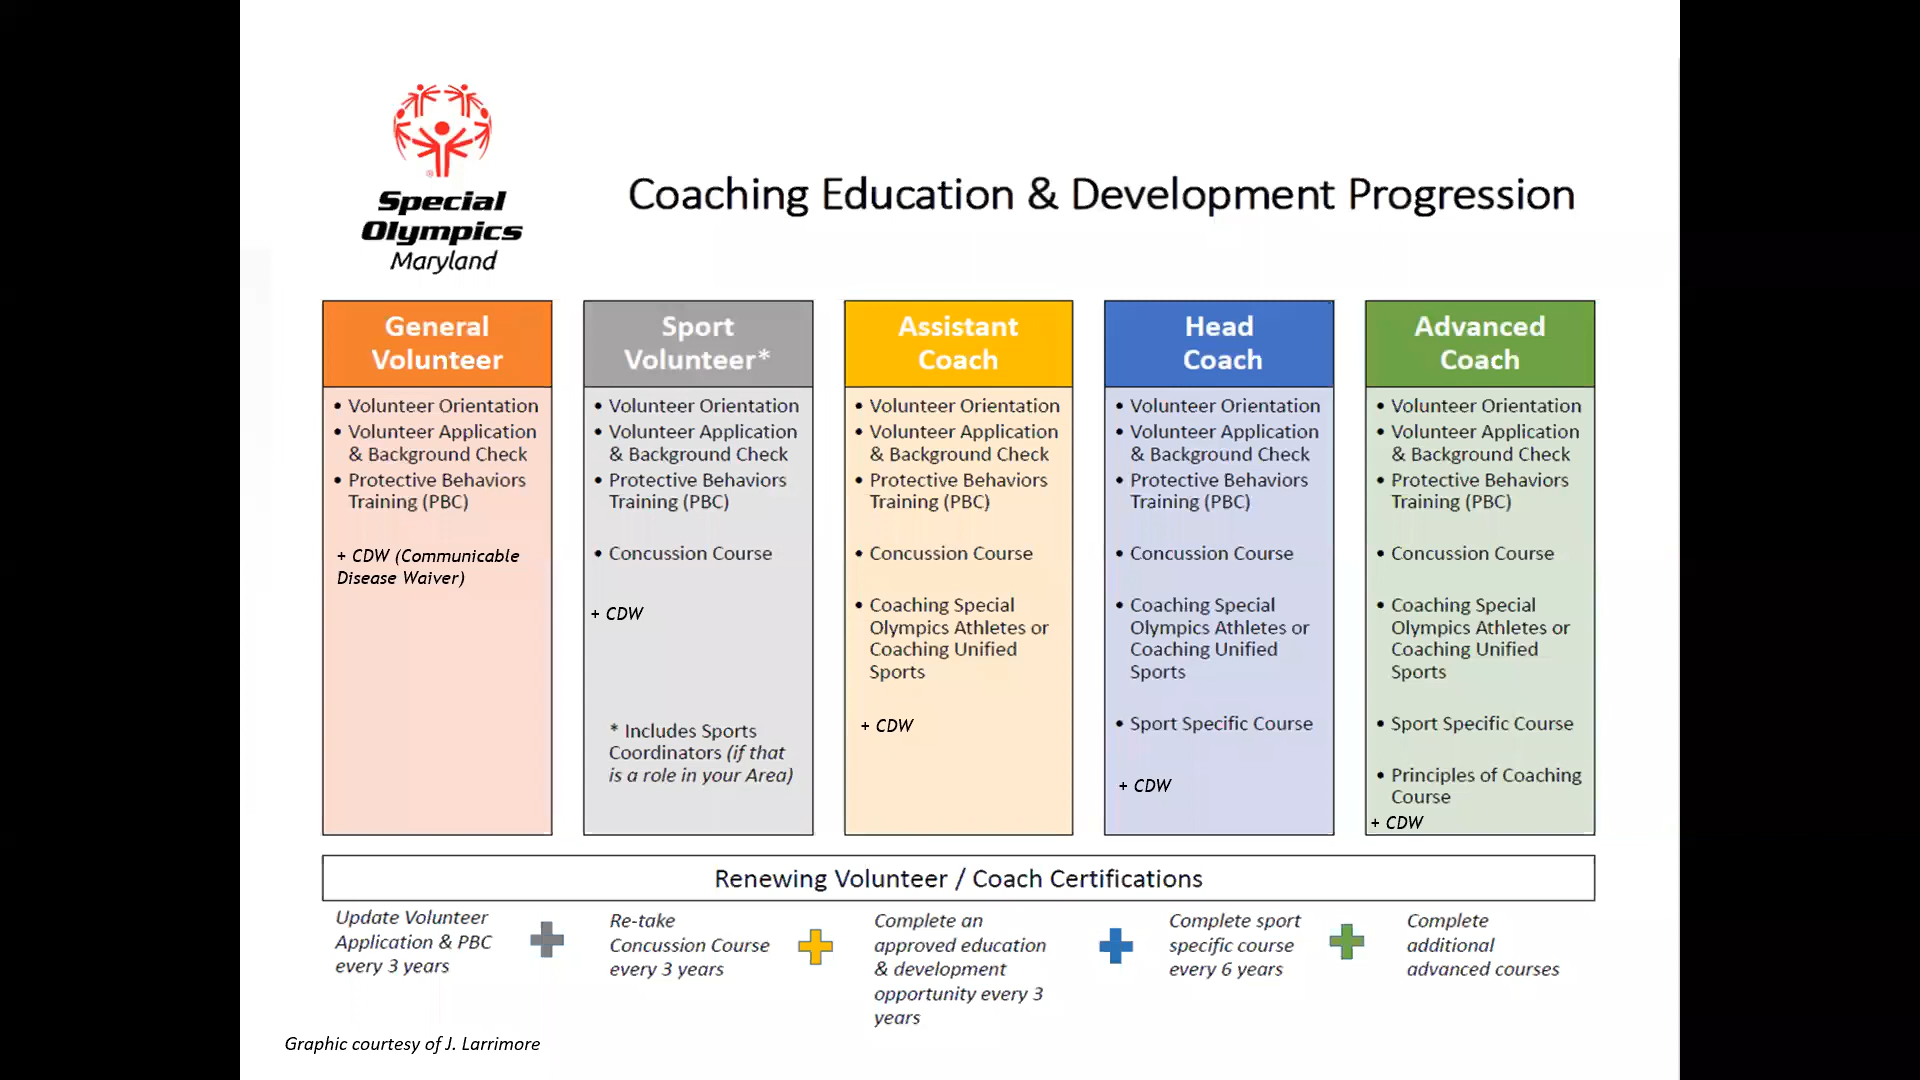 Special
Olympics
Maryland
Coaching Education & Development Progression
General
Volunteer
• Volunteer Orientation
• Volunteer Application
& Background Check
• Protective Behaviors
Training (PBC)
+ CDW (Communicable
Disease Waiver)
Sport
Volunteer*
• Volunteer Orientation
• Volunteer Application
& Background Check
• Protective Behaviors
Training (PBC)
• Concussion Course
+ CDW
* Includes Sports
Coordinators (if that
is a role in your Area)
Assistant
Coach
• Volunteer Orientation
• Volunteer Application
& Background Check
• Protective Behaviors
Training (PBC)
• Concussion Course
• Coaching Special
Olympics Athletes or
Coaching Unified
Sports
+ CDW
Head
Coach
• Volunteer Orientation
• Volunteer Application
& Background Check
• Protective Behaviors
Training (PBC)
• Concussion Course
• Coaching Special
Olympics Athletes or
Coaching Unified
Sports
• Sport Specific Course
+ CDW
Advanced
Coach
• Volunteer Orientation
• Volunteer Application
& Background Check
• Protective Behaviors
Training (PBC)
• Concussion Course
• Coaching Special
Olympics Athletes or
Coaching Unified
Sports
• Sport Specific Course
• Principles of Coaching
Course
+ CDW
Renewing Volunteer / Coach Certifications
Update Volunteer
Application & PBC
every 3 years
Re-take
Concussion Course
every 3 years
Complete an
approved education
& development
opportunity every 3
years
Complete sport
specific course
every 6 years
Complete
additional
advanced courses
Graphic courtesy of J. Larrimore